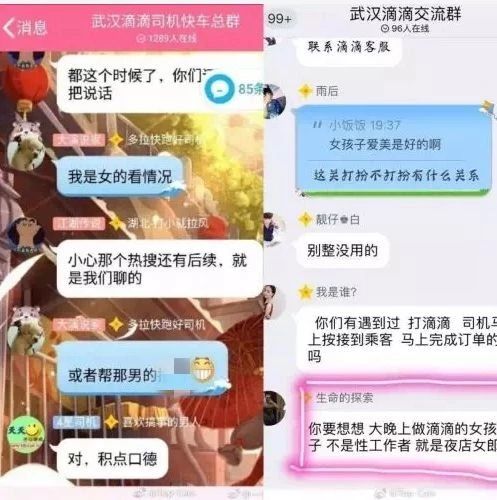 消息
武汉滴滴司机快车总群
1289人在线
都这个时候了，你们
把说话
85条
大演说家
多拉快跑好司机
我是女的看情况
江湖传说
湖北-打小就拉风
小心那个热搜还有后续，就
是我们聊的
大演说家
多拉快跑好司机
或者帮那男的
4星司机
喜欢搞事的男人
对，积点口德
99+
武汉滴滴交流群
96人在线
联系滴滴客服
雨后
小饭饭 19:37
女孩子爱美是好的啊
这关打扮不打扮有什么关系
靓仔
白
别整没用的
我是谁?
你们有遇到过 打滴滴 司机马
上按接到乘客 马上完成订单的
吗
生命的探索
你要想想 大晚上做滴滴的女孩
子 不是性工作者 就是夜店女郎